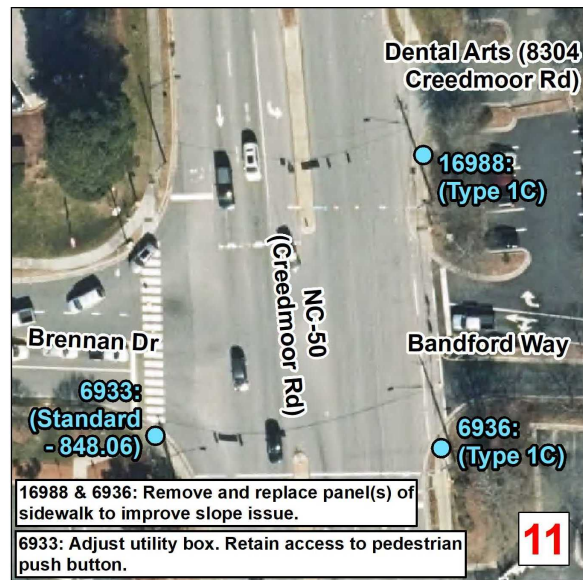 Dental Arts (8304
Creedmoor Rd)
16988:
(Type 1C)
NC-50
(Creedmoor Rd)
Brennan Dr
Bandford Way
6933:
(Standard
- 848.06)
6936:
(Type 1C)
16988 & 6936: Remove and replace panel(s) of
sidewalk to improve slope issue.
6933: Adjust utility box. Retain access to pedestrian
push button.
11